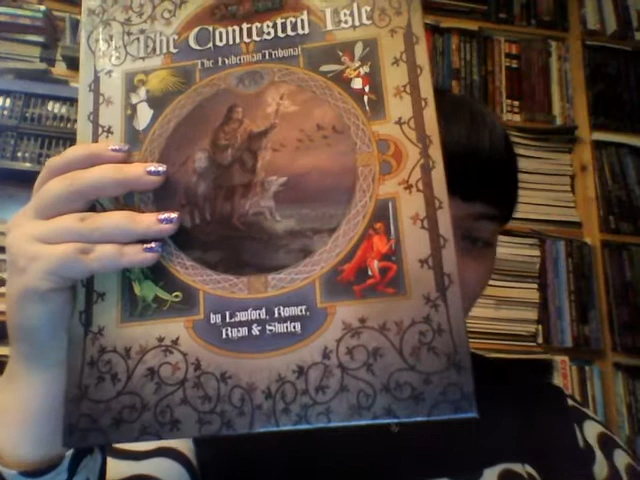 The Contested Isle
The Hibernian Tribunal
by Lawford, Romer,
Ryan & Shirley